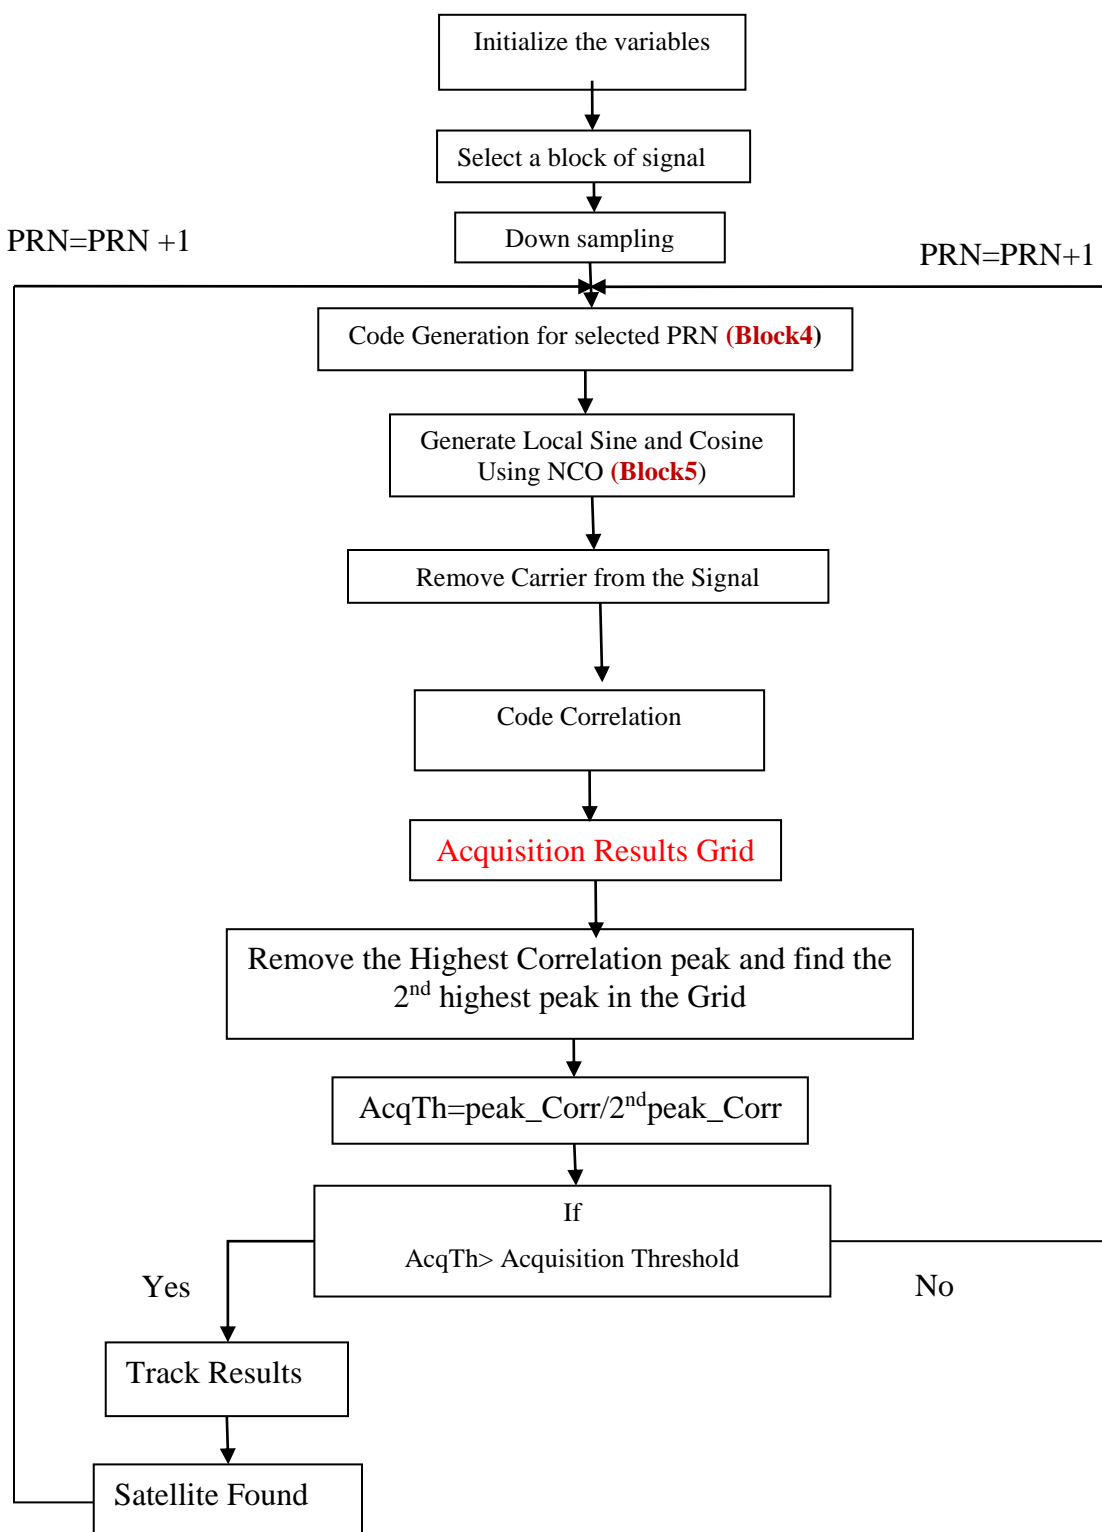 Initialize the variables
Select a block of signal
Down sampling
PRN=PRN +1
PRN=PRN+1
Code Generation for selected PRN (Block4)
Generate Local Sine and Cosine
Using NCO (Block5)
Remove Carrier from the Signal
Code Correlation
Acquisition Results Grid
Remove the Highest Correlation peak and find the
2nd highest peak in the Grid
AcqTh=peak_Corr/2ndpeak_Corr
If
AcqTh> Acquisition Threshold
Yes
No
Track Results
Satellite Found